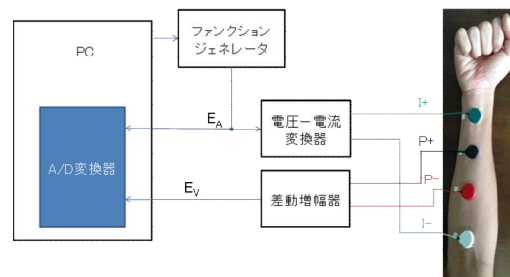 ファンクション
ジェネレータ
PC
I+
E_A
電圧ー電流
変換器
P+
A/D変換器
P-
E_V
差動増幅器
I-